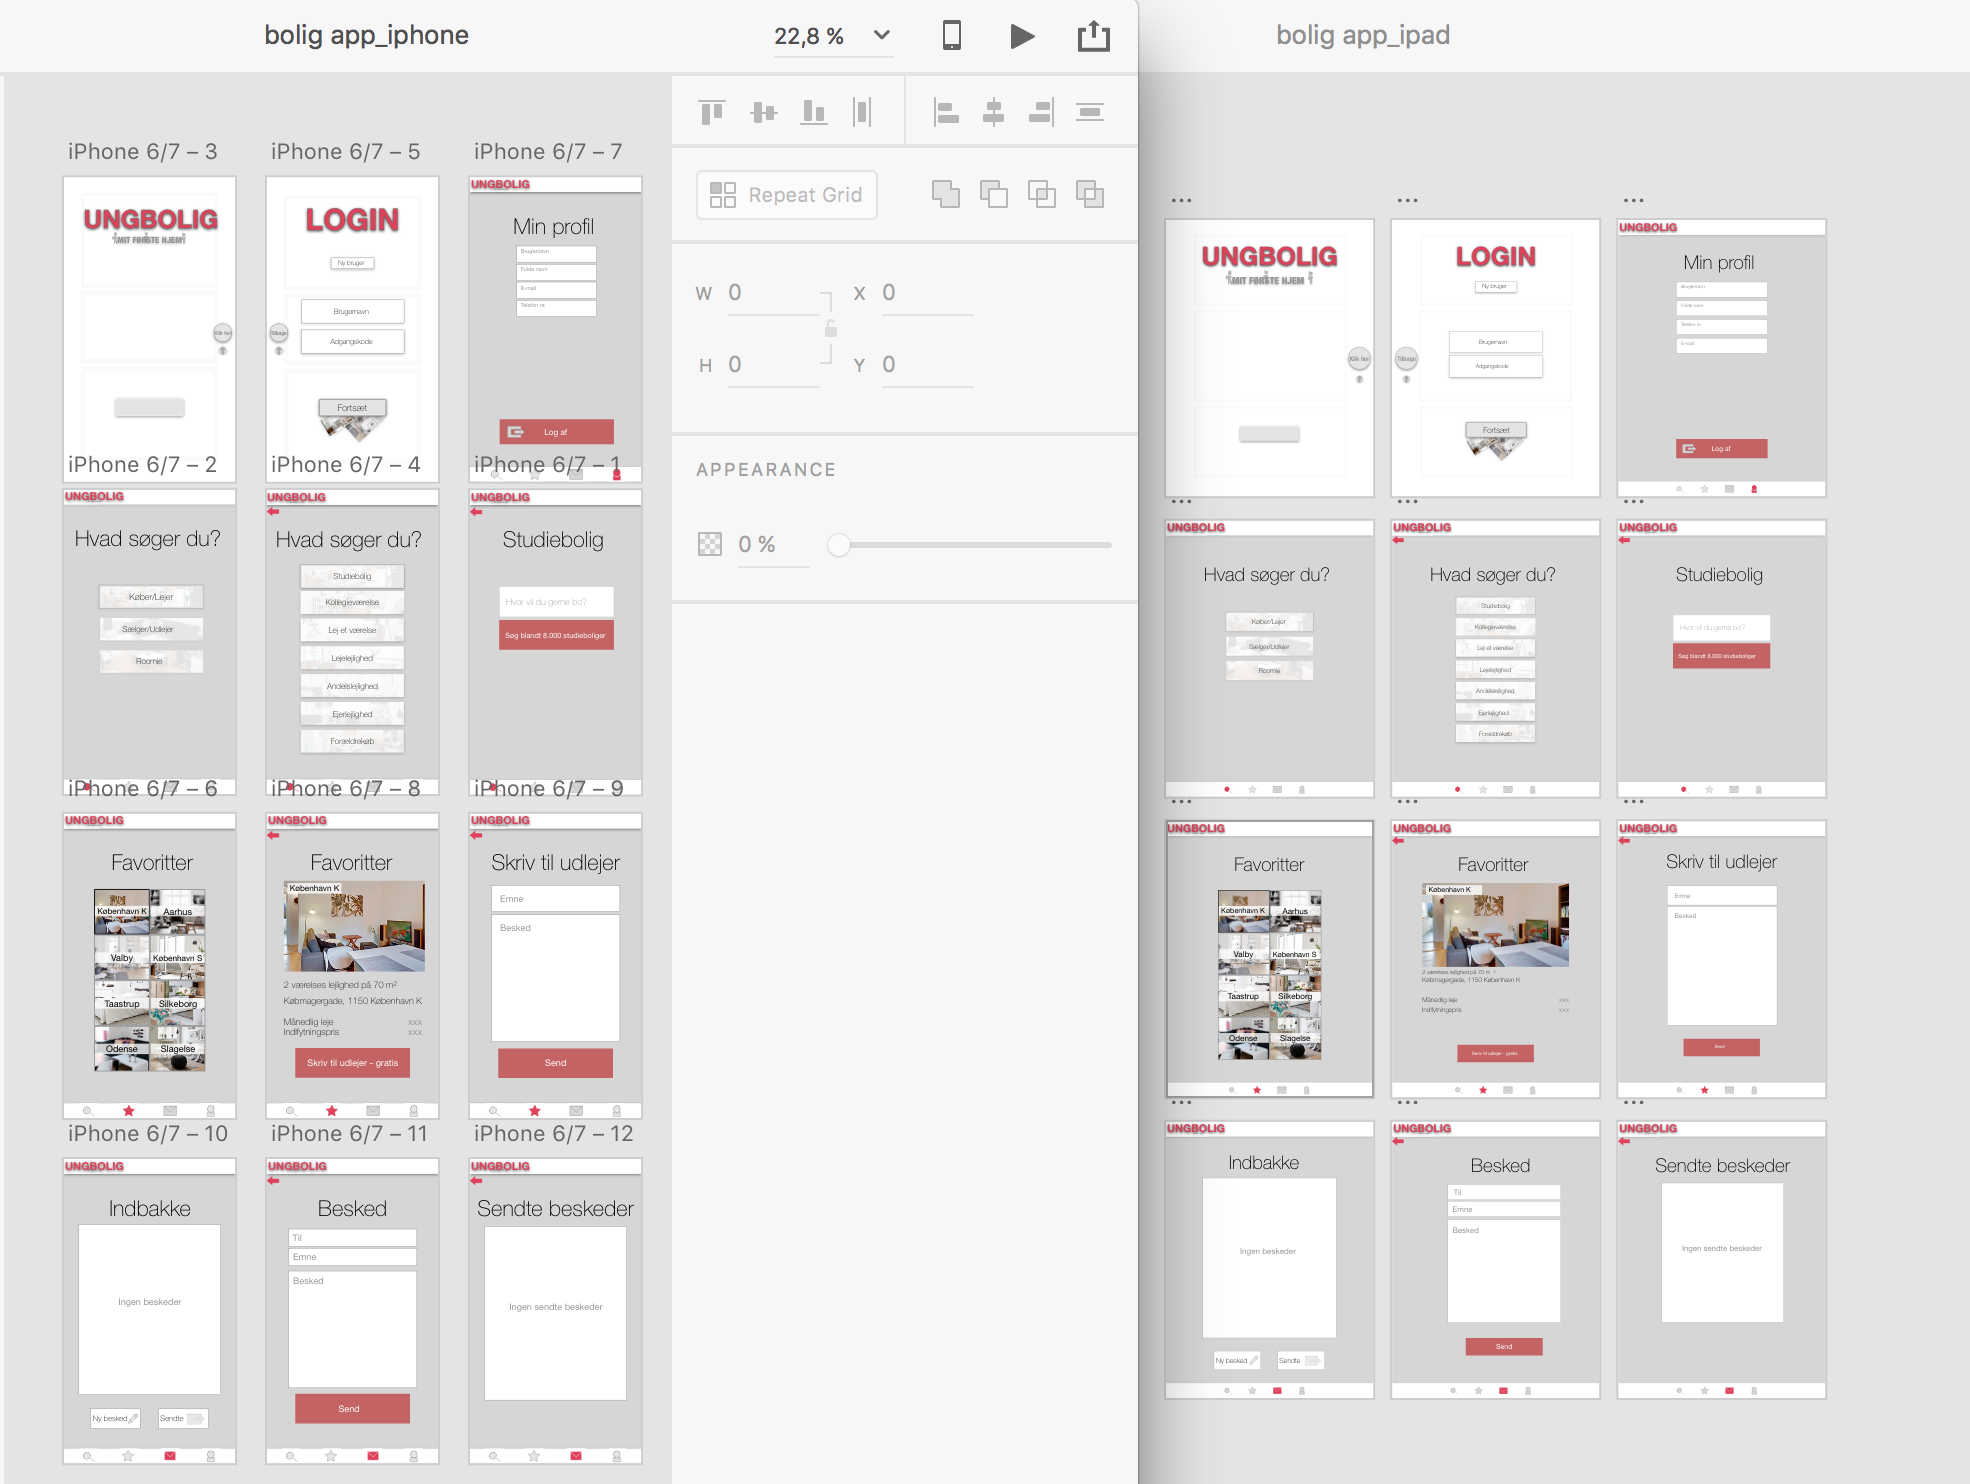 bolig app_iphone
22,8 %
bolig app_ipad
Repeat Grid
W 0
X 0
H 0
Y 0
APPEARANCE
0 %
iPhone 6/7 – 3
iPhone 6/7 – 5
iPhone 6/7 – 7
UNGBOLIG
MIT FØRSTE HJEM
Klik her
LOGIN
Ny bruger
Brugernavn
Adgangskode
Tilbage
Fortsæt
UNGBOLIG
Min profil
Brugernavn
Fulde navn
E-mail
Telefon nr.
Log af
iPhone 6/7 – 2
iPhone 6/7 – 4
iPhone 6/7 – 1
UNGBOLIG
Hvad søger du?
Køber/Lejer
Sælger/Udlejer
Roomie
UNGBOLIG
Hvad søger du?
Studiebolig
Kollegieværelse
Lej et værelse
Lejelejlighed
Andelslejlighed
Ejerlejlighed
Forældrekøb
UNGBOLIG
Studiebolig
Hvor vil du gerne bo?
Søg blandt 8.000 studieboliger
iPhone 6/7 – 6
iPhone 6/7 – 8
iPhone 6/7 – 9
UNGBOLIG
Favoritter
København K
Aarhus
Valby
København S
Taastrup
Silkeborg
Odense
Slagelse
UNGBOLIG
Favoritter
København K
2 værelses lejlighed på 70 m²
Købmagergade, 1150 København K
Månedlig leje xxx
Indflytningspris xxx
Skriv til udlejer - gratis
UNGBOLIG
Skriv til udlejer
Emne
Besked
Send
iPhone 6/7 – 10
iPhone 6/7 – 11
iPhone 6/7 – 12
UNGBOLIG
Indbakke
Ingen beskeder
Ny besked
Sendte
UNGBOLIG
Besked
Til
Emne
Besked
Send
UNGBOLIG
Sendte beskeder
Ingen sendte beskeder
...
...
...
UNGBOLIG
MIT FØRSTE HJEM
Klik her
LOGIN
Ny bruger
Brugernavn
Adgangskode
Tilbage
Fortsæt
UNGBOLIG
Min profil
Brugernavn
Fulde navn
Telefon nr.
E-mail
Log af
...
...
...
UNGBOLIG
Hvad søger du?
Køber/Lejer
Sælger/Udlejer
Roomie
UNGBOLIG
Hvad søger du?
Studiebolig
Kollegieværelse
Lej et værelse
Lejelejlighed
Andelslejlighed
Ejerlejlighed
Forældrekøb
UNGBOLIG
Studiebolig
Hvor vil du gerne bo?
Søg blandt 8.000 studieboliger
...
...
...
UNGBOLIG
Favoritter
København K
Aarhus
Valby
København S
Taastrup
Silkeborg
Odense
Slagelse
UNGBOLIG
Favoritter
København K
2 værelses lejlighed på 70 m²
Købmagergade, 1150 København K
Månedlig leje xxx
Indflytningspris xxx
Skriv til udlejer - gratis
UNGBOLIG
Skriv til udlejer
Emne
Besked
Send
...
...
...
UNGBOLIG
Indbakke
Ingen beskeder
Ny besked
Sendte
UNGBOLIG
Besked
Til
Emne
Besked
Send
UNGBOLIG
Sendte beskeder
Ingen sendte beskeder